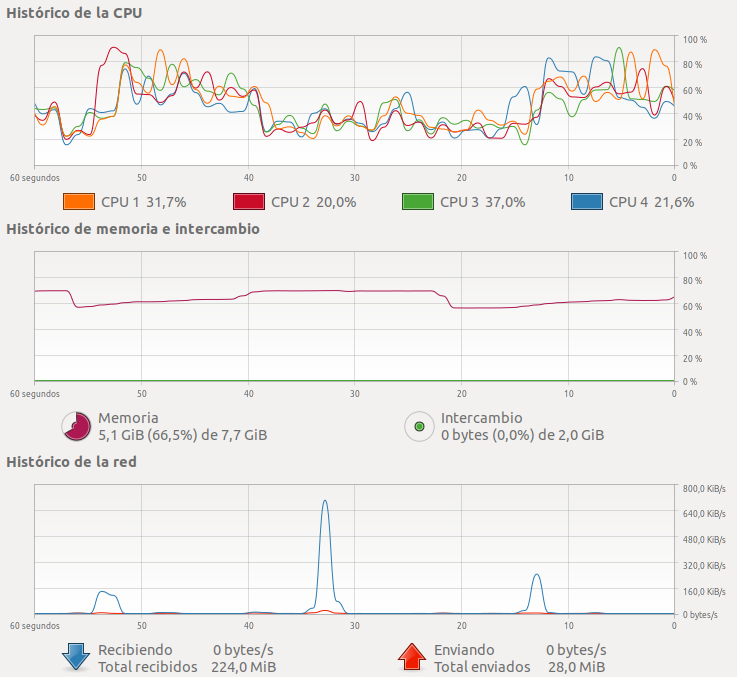 Histórico de la CPU
100 %
80 %
60 %
40 %
20 %
0 %
60 segundos 50 40 30 20 10 0
CPU 1 31,7% CPU 2 20,0% CPU 3 37,0% CPU 4 21,6%
Histórico de memoria e intercambio
100 %
80 %
60 %
40 %
20 %
0 %
60 segundos 50 40 30 20 10 0
Memoria Intercambio
5,1 GiB (66,5%) de 7,7 GiB 0 bytes (0,0%) de 2,0 GiB
Histórico de la red
800,0 KiB/s
640,0 KiB/s
480,0 KiB/s
320,0 KiB/s
160,0 KiB/s
0 bytes/s
60 segundos 50 40 30 20 10 0
Recibiendo 0 bytes/s Enviando 0 bytes/s
Total recibidos 224,0 MiB Total enviados 28,0 MiB